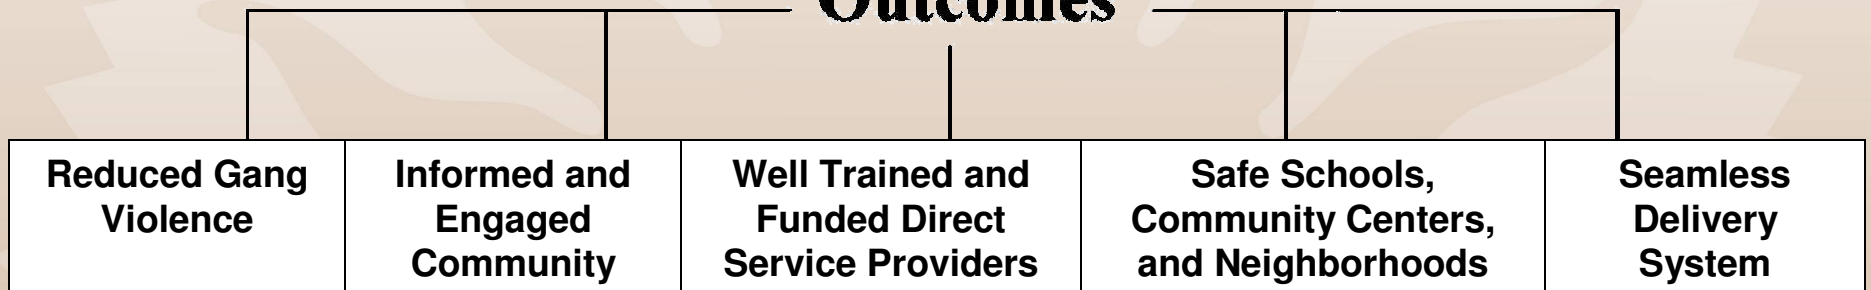 Outcomes
Reduced Gang
Violence
Informed and
Engaged
Community
Well Trained and
Funded Direct
Service Providers
Safe Schools,
Community Centers,
and Neighborhoods
Seamless
Delivery
System